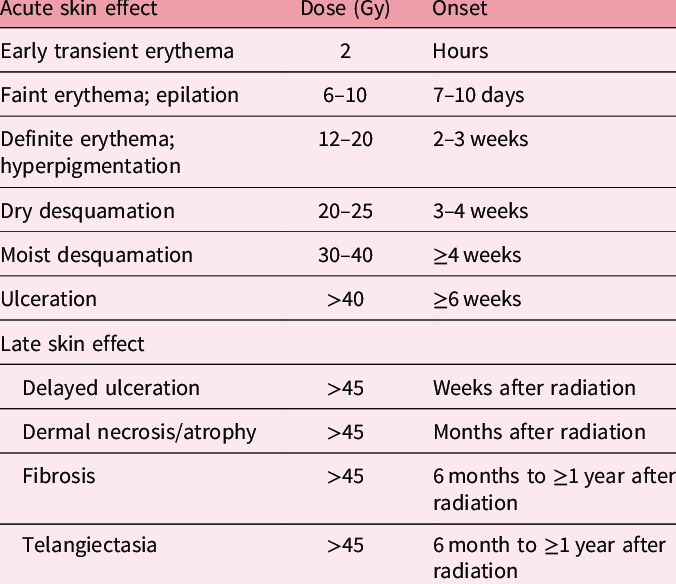 Acute skin effect Dose (Gy) Onset
Early transient erythema 2 Hours
Faint erythema; epilation 6–10 7–10 days
Definite erythema; 12–20 2–3 weeks
hyperpigmentation
Dry desquamation 20–25 3–4 weeks
Moist desquamation 30–40 ≥4 weeks
Ulceration >40 ≥6 weeks
Late skin effect
Delayed ulceration >45 Weeks after radiation
Dermal necrosis/atrophy >45 Months after radiation
Fibrosis >45 6 months to ≥1 year after
radiation
Telangiectasia >45 6 month to ≥1 year after
radiation